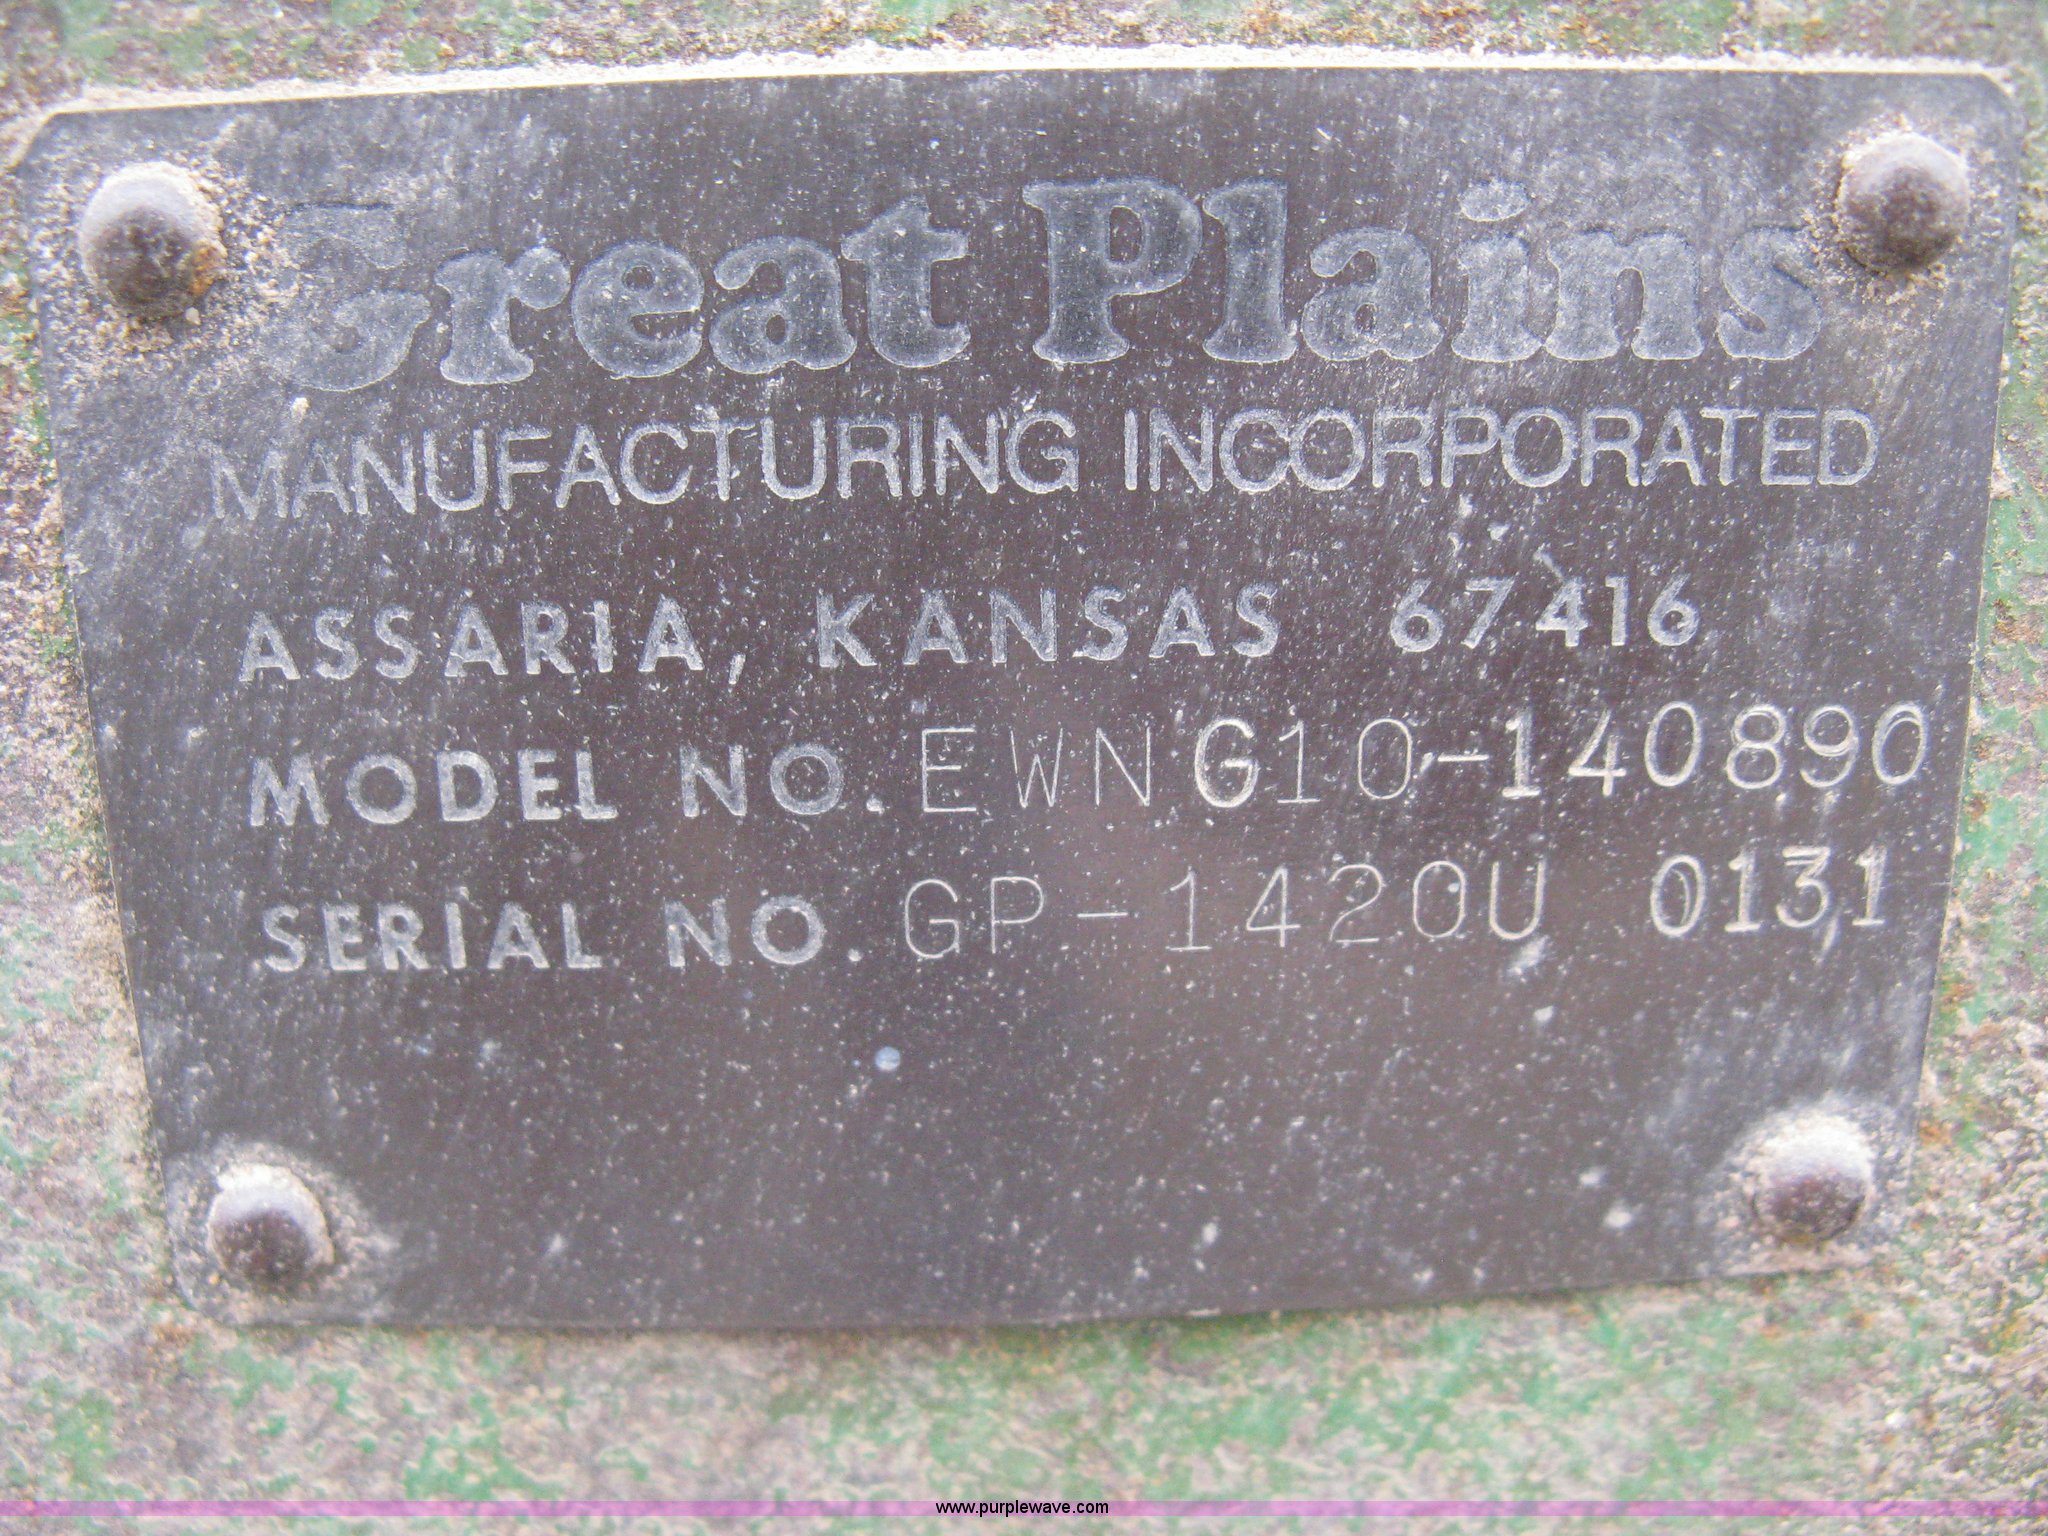 Great Plains
MANUFACTURING INCORPORATED
ASSARIA, KANSAS 67416
MODEL NO. EWNG10-140890
SERIAL NO. GP-1420U 0131
www.purplewave.com